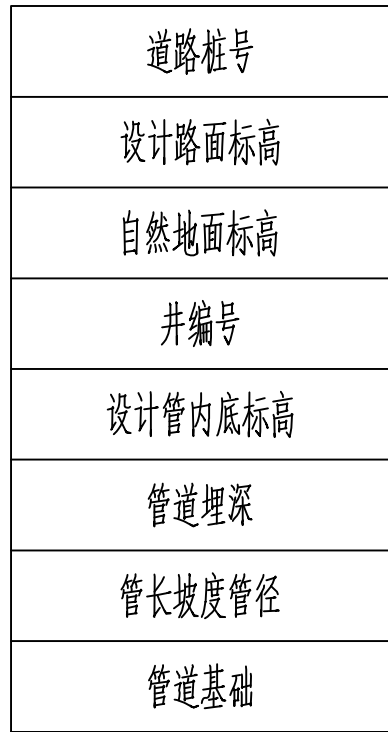 道路桩号
设计路面标高
自然地面标高
井编号
设计管内底标高
管道埋深
管长坡度管径
管道基础